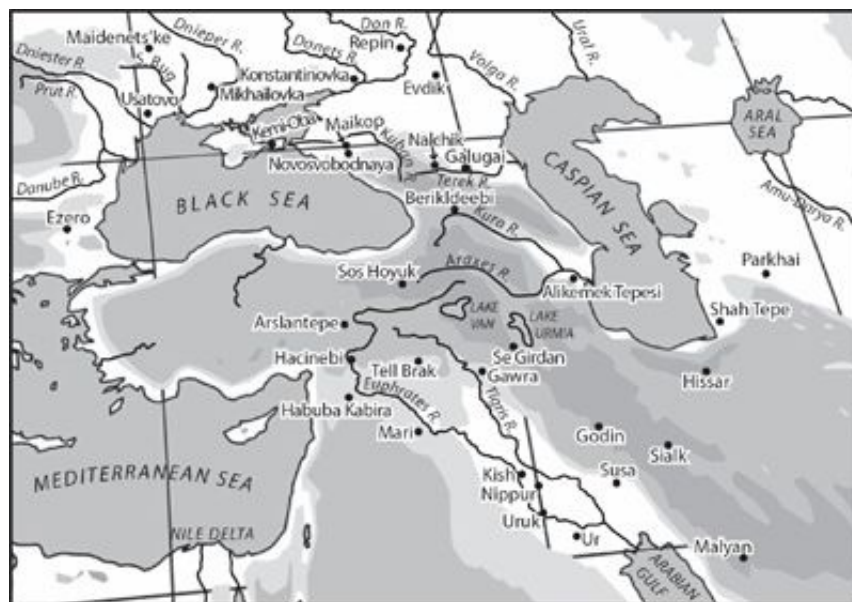 Maidenets'ke
Dnieper R.
Don R.
Repin
Dniester R.
S. Bug
Donets R.
Konstantinovka
Volga R.
Ural R.
Prut R.
Usatovo
Mikhailovka
Evdik
ARAL
SEA
Kemi-Oba
Maikop
Kuban R.
Nalchik
Galugai
Novosvobodnaya
Terek R.
CASPIAN SEA
Danube R.
BLACK SEA
Berikldeebi
Amu-Darya R.
Ezero
Kura R.
Parkhai
Sos Hoyuk
Araxes R.
Alikemek Tepesi
Shah Tepe
Arslantepe
LAKE
VAN
LAKE
URMIA
Hacinebi
Tell Brak
Se Girdan
Gawra
Hissar
Euphrates R.
Tigris R.
Habuba Kabira
Mari
Godin
Sialk
MEDITERRANEAN SEA
Kish
Nippur
Susa
Uruk
Ur
NILE DELTA
Malyan
ARABIAN
GULF